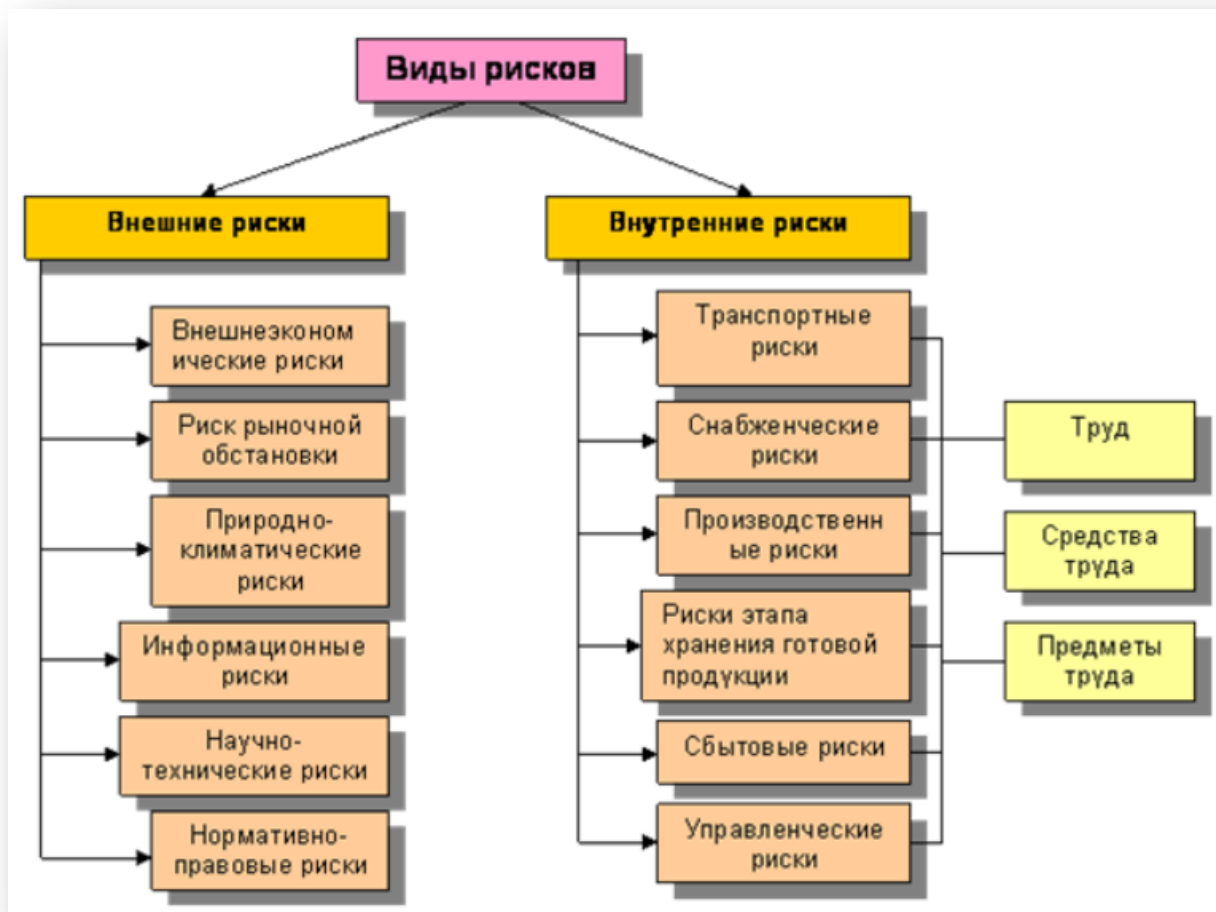 Виды рисков
Внешние риски
Внешнеэконом
ические риски
Риск рыночной
обстановки
Природно-
климатические
риски
Информационные
риски
Научно-
технические риски
Нормативно-
правовые риски
Внутренние риски
Транспортные
риски
Снабженческие
риски
Производственн
ые риски
Риски этапа
хранения готовой
продукции
Сбытовые риски
Управленческие
риски
Труд
Средства
труда
Предметы
труда